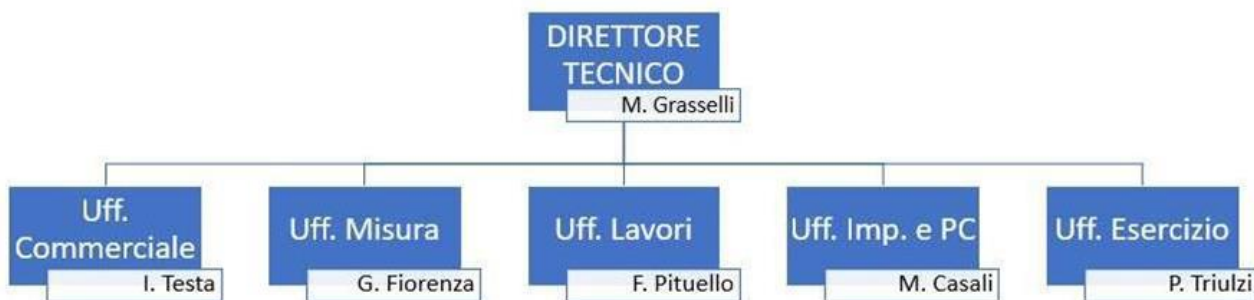 DIRETTORE
TECNICO
M. Grasselli
Uff.
Commerciale
I. Testa
Uff. Misura
G. Fiorenza
Uff. Lavori
F. Pituello
Uff. Imp. e PC
M. Casali
Uff. Esercizio
P. Triulzi